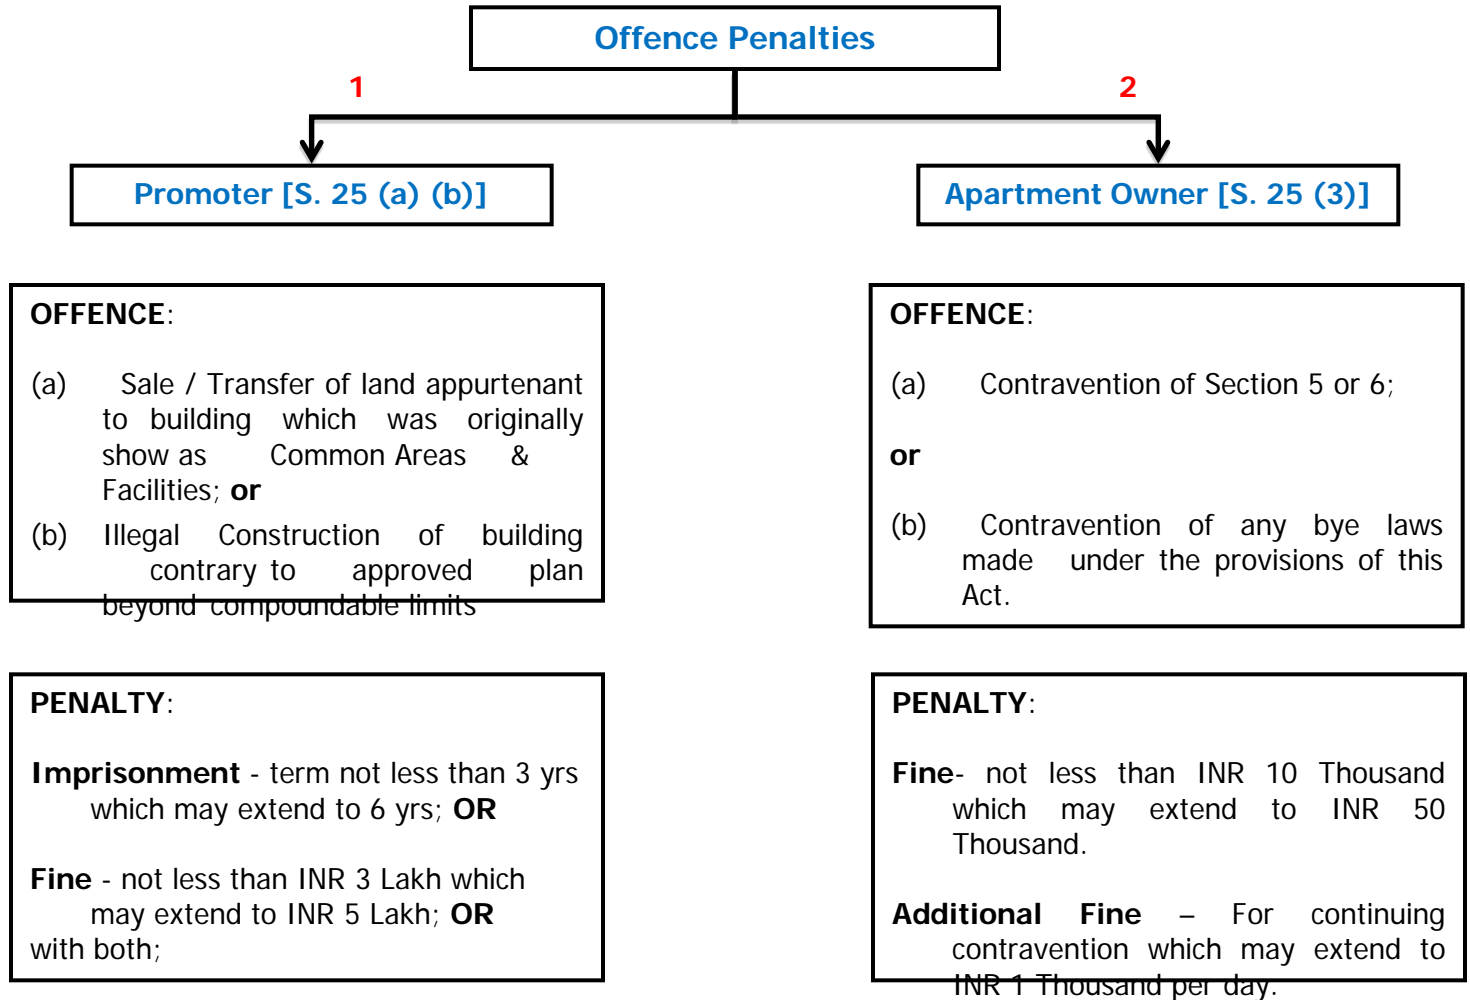 Offence Penalties
1
2
Promoter [S. 25 (a) (b)]
Apartment Owner [S. 25 (3)]
OFFENCE:
(a) Sale / Transfer of land appurtenant
to building which was originally
show as Common Areas &
Facilities; or
(b) Illegal Construction of building
contrary to approved plan
beyond compoundable limits
OFFENCE:
(a) Contravention of Section 5 or 6;
or
(b) Contravention of any bye laws
made under the provisions of this
Act.
PENALTY:
Imprisonment - term not less than 3 yrs
which may extend to 6 yrs; OR
Fine - not less than INR 3 Lakh which
may extend to INR 5 Lakh; OR
with both;
PENALTY:
Fine- not less than INR 10 Thousand
which may extend to INR 50
Thousand.
Additional Fine – For continuing
contravention which may extend to
INR 1 Thousand per day.